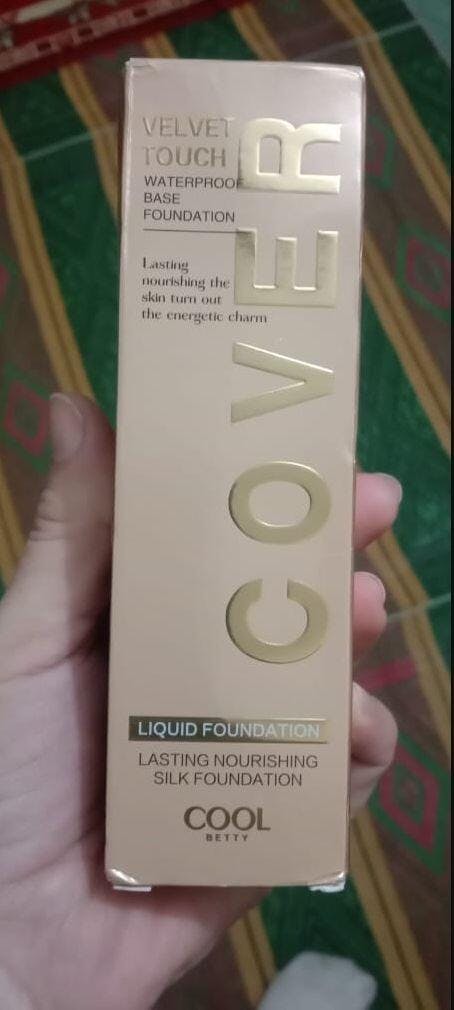 VELVET
TOUCH
WATERPROOF
BASE
FOUNDATION
Lasting
nourishing the
skin turn out
the energetic charm
COVER
LIQUID FOUNDATION
LASTING NOURISHING
SILK FOUNDATION
COOL
BETTY